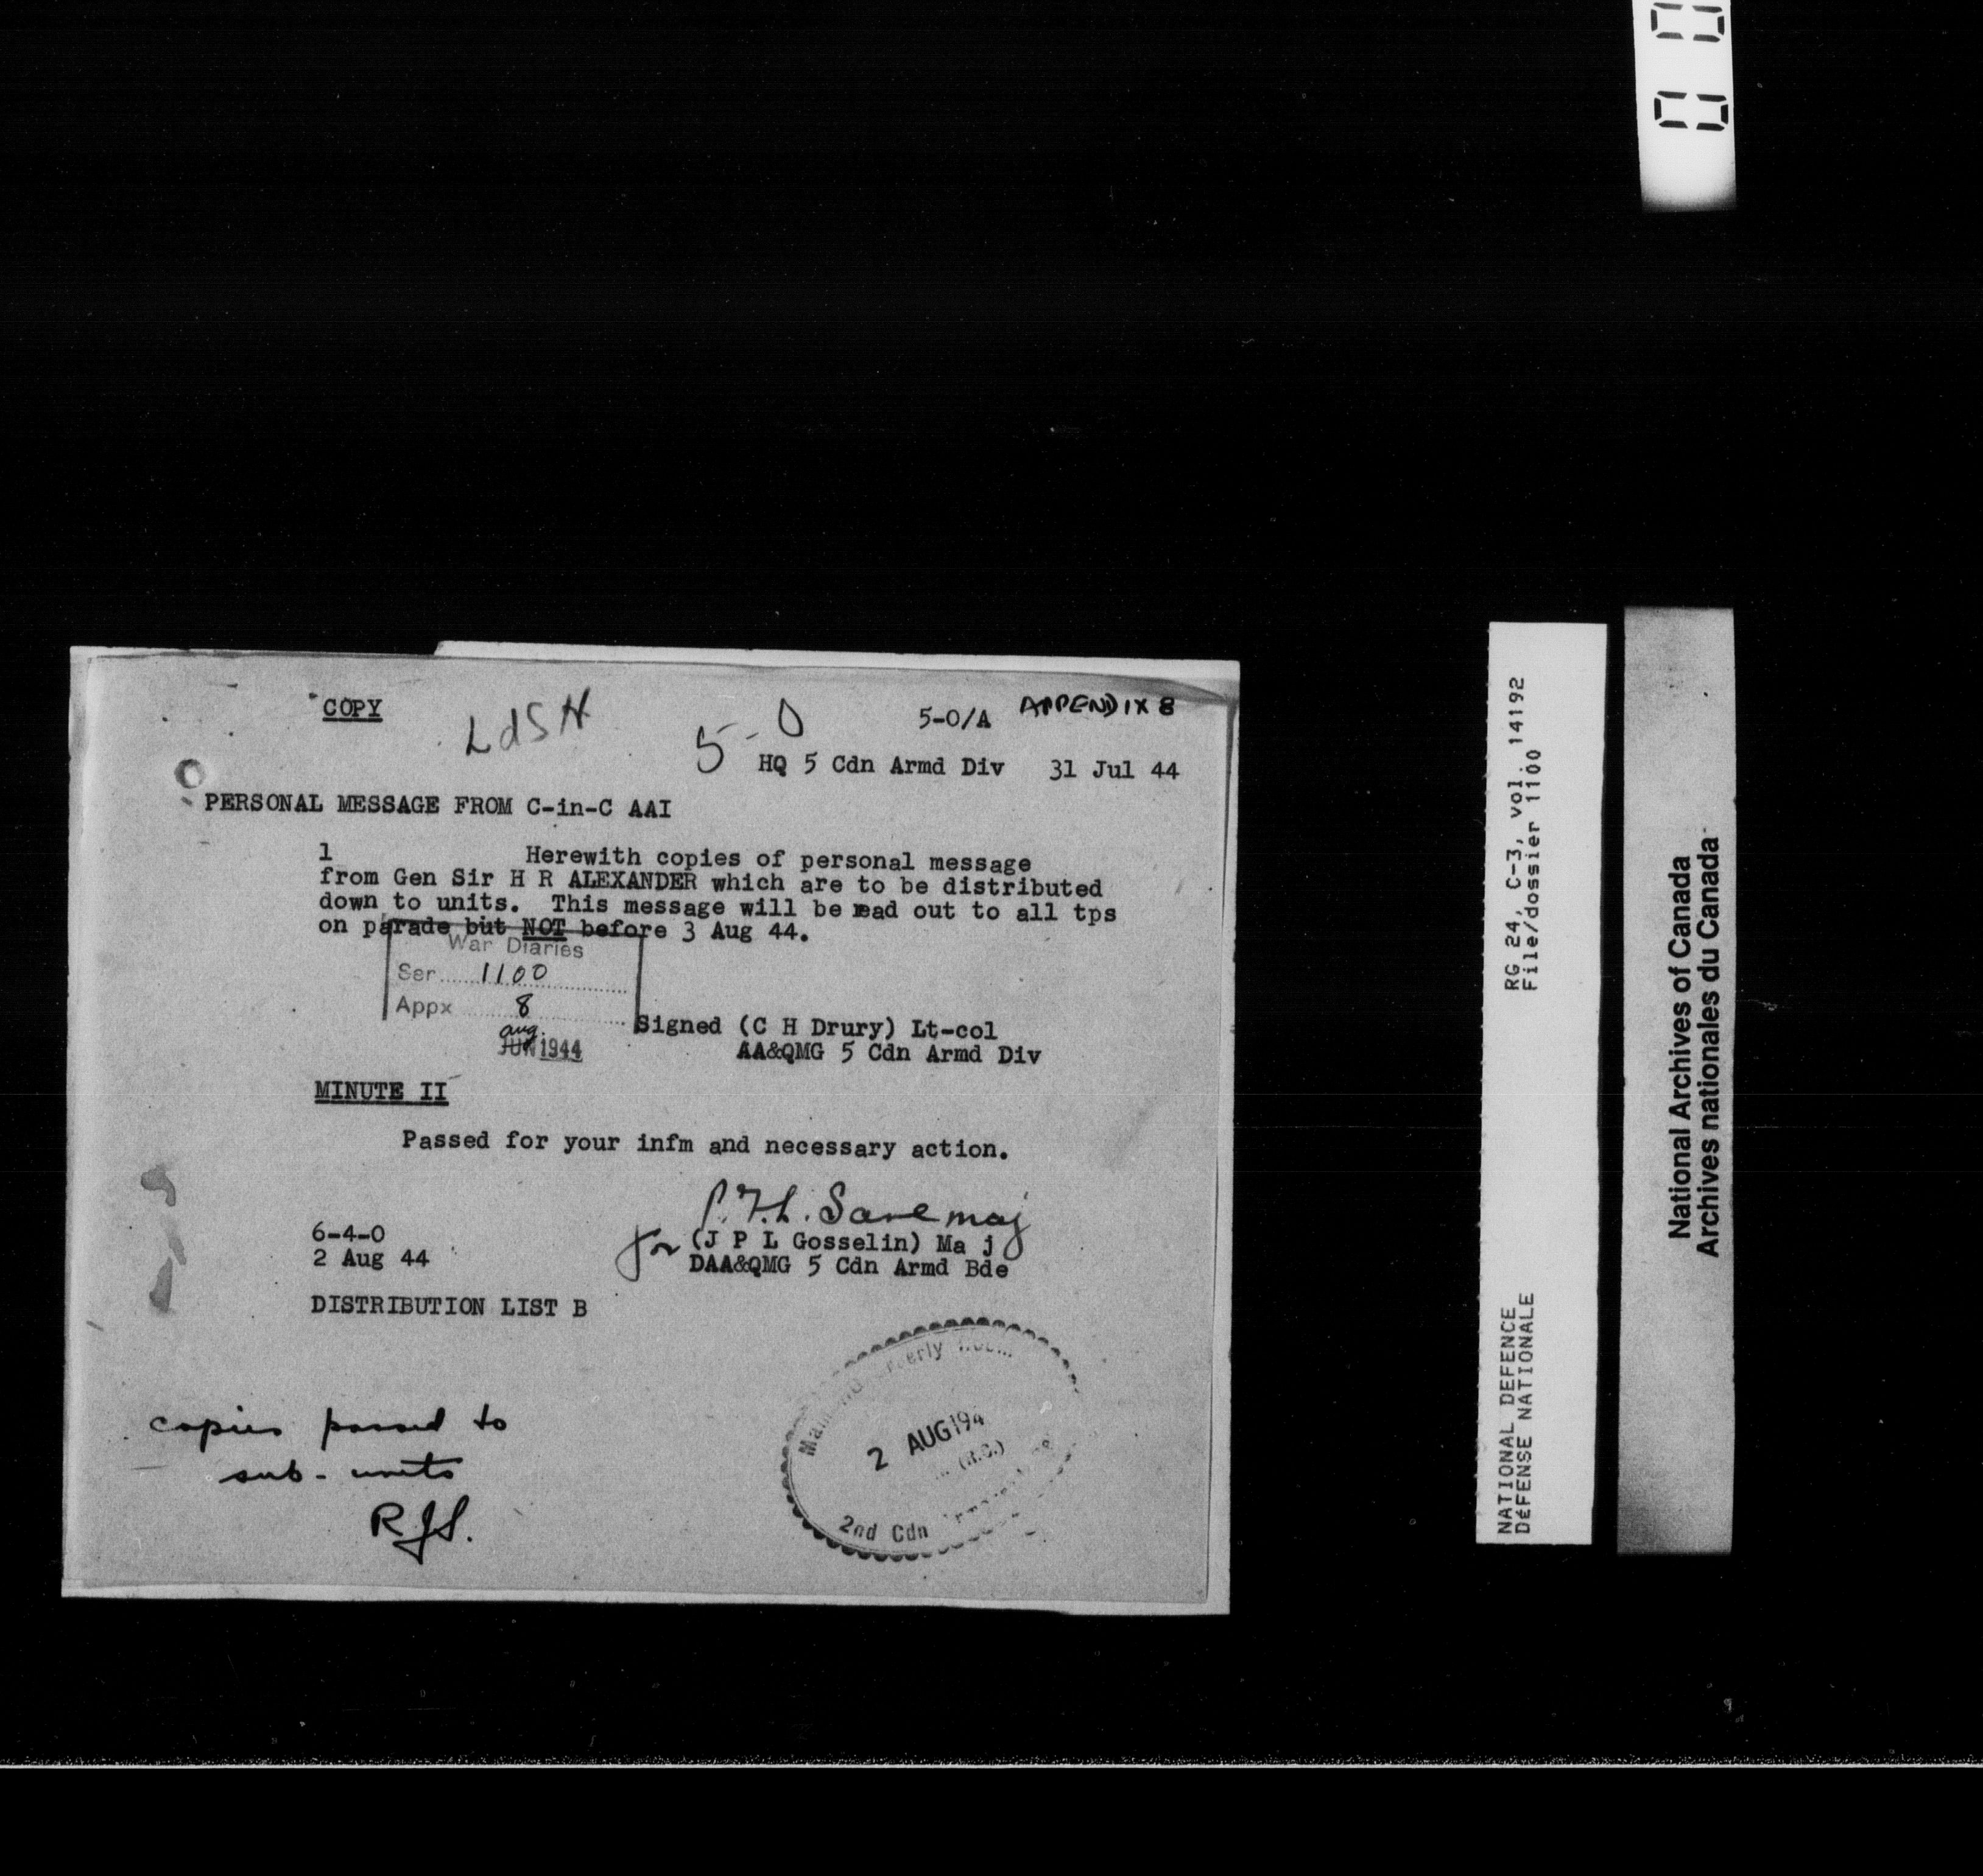 COPY
LdSH
5-0
5-0/A APPENDIX 8
HQ 5 Cdn Armd Div 31 Jul 44
PERSONAL MESSAGE FROM C-in-C AAI
1 Herewith copies of personal message
from Gen Sir H R ALEXANDER which are to be distributed
down to units. This message will be read out to all tps
on parade but NOT before 3 Aug 44.
War Diaries
Ser 1100
Appx 8
aug.
JUN 1944
Signed (C H Drury) Lt-col
AA&QMG 5 Cdn Armd Div
MINUTE II
Passed for your infm and necessary action.
maj
for (J P L Gosselin) Ma j
DAA&QMG 5 Cdn Armd Bde
6-4-0
2 Aug 44
DISTRIBUTION LIST B
copies passed to
sub-units
RJS.
2 AUG 194
2nd Cdn
RG 24, C-3, vol. 14192
File/dossier 1100
NATIONAL DEFENCE
DéFENSE NATIONALE
National Archives of Canada
Archives nationales du Canada